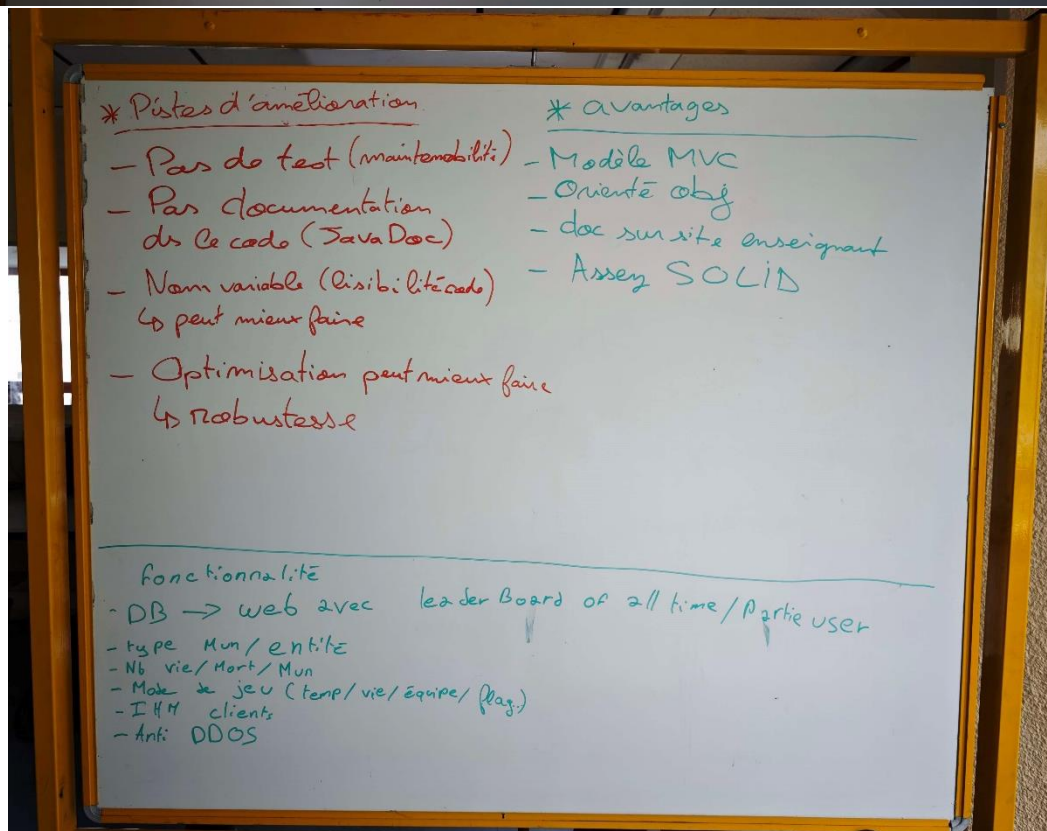 * Pistes d'amélioration
- Pas de test (maintenabilité)
- Pas documentation
ds le code (JavaDoc)
- Nom variable (lisibilité code)
↳ peut mieux faire
- Optimisation peut mieux faire
↳ robustesse
* avantages
- Modèle MVC
- Orienté obj
- doc sur site enseignant
- Assez SOLID
fonctionnalité
- DB → web avec leader Board of all time / Partie user
- type Mun / entité
- Nb vie / Mort / Mun
- Mode de jeu (temp / vie / équipe / flag.)
- IHM clients
- Anti DDOS